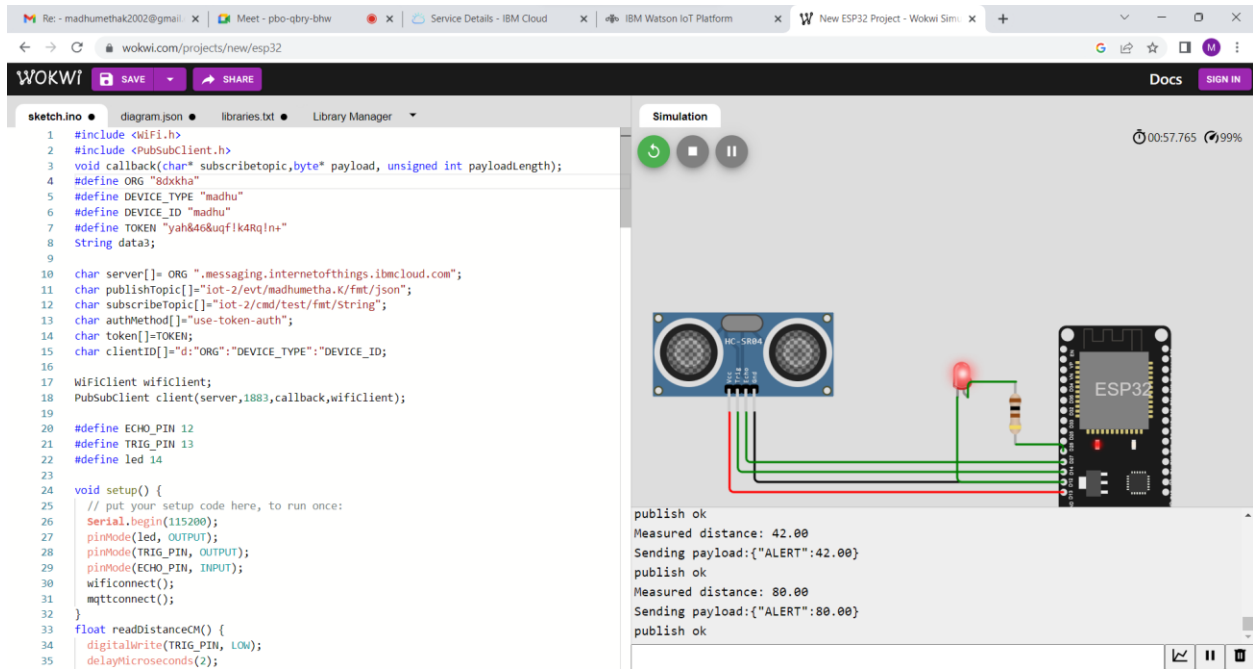 Re: - madhumethak2002@gmail.
Meet - pbo-qbry-bhw
Service Details - IBM Cloud
IBM Watson IoT Platform
New ESP32 Project - Wokwi Simu
wokwi.com/projects/new/esp32
M
WOKWI
SAVE
SHARE
Docs
SIGN IN
sketch.ino ●
diagram.json ●
libraries.txt ●
Library Manager
1 #include <WiFi.h>
2 #include <PubSubClient.h>
3 void callback(char* subscribetopic,byte* payload, unsigned int payloadLength);
4 #define ORG "8dxkha"
5 #define DEVICE_TYPE "madhu"
6 #define DEVICE_ID "madhu"
7 #define TOKEN "yah&46&uqf!k4Rq!n+"
8 String data3;
9
10 char server[]= ORG ".messaging.internetofthings.ibmcloud.com";
11 char publishTopic[]="iot-2/evt/madhumetha.K/fmt/json";
12 char subscribeTopic[]="iot-2/cmd/test/fmt/String";
13 char authMethod[]="use-token-auth";
14 char token[]=TOKEN;
15 char clientID[]="d:"ORG":"DEVICE_TYPE":"DEVICE_ID;
16
17 WiFiClient wifiClient;
18 PubSubClient client(server,1883,callback,wifiClient);
19
20 #define ECHO_PIN 12
21 #define TRIG_PIN 13
22 #define led 14
23
24 void setup() {
25 // put your setup code here, to run once:
26 Serial.begin(115200);
27 pinMode(led, OUTPUT);
28 pinMode(TRIG_PIN, OUTPUT);
29 pinMode(ECHO_PIN, INPUT);
30 wificonnect();
31 mqttconnect();
32 }
33 float readDistanceCM() {
34 digitalWrite(TRIG_PIN, LOW);
35 delayMicroseconds(2);
Simulation
00:57.765 99%
HC-SR04
Vcc
Trig
Echo
Gnd
ESP32
publish ok
Measured distance: 42.00
Sending payload:{"ALERT":42.00}
publish ok
Measured distance: 80.00
Sending payload:{"ALERT":80.00}
publish ok